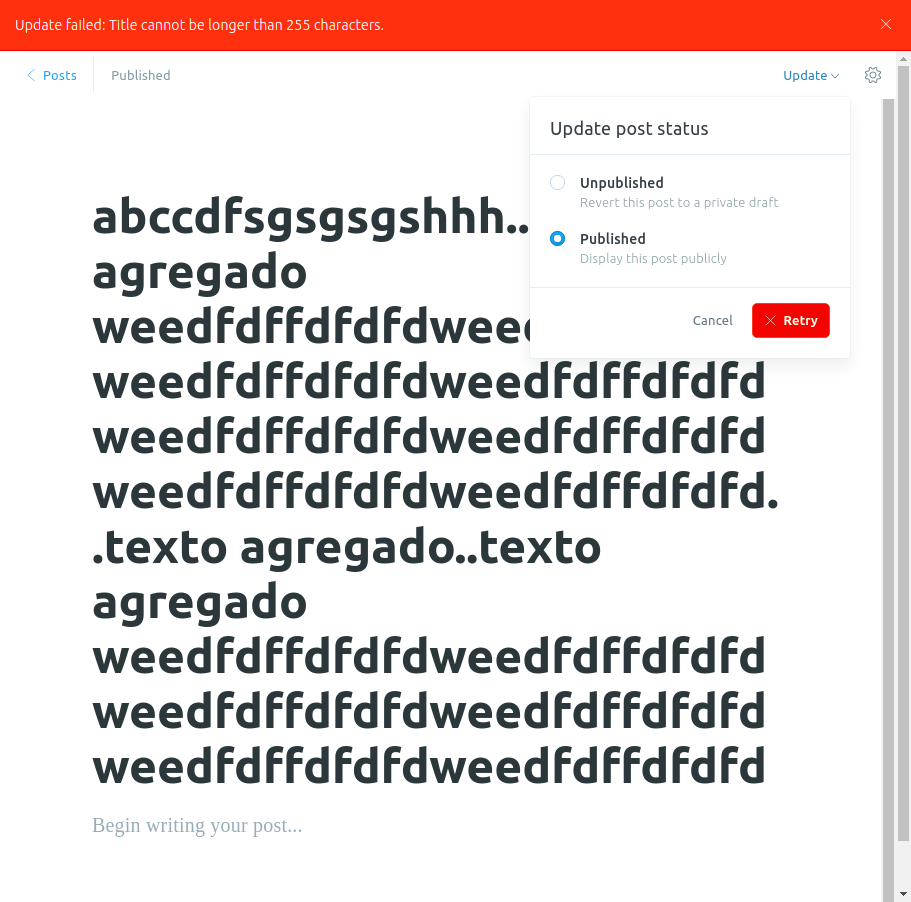 Update failed: Title cannot be longer than 255 characters.
Posts
Published
Update
Update post status
Unpublished
Revert this post to a private draft
Published
Display this post publicly
Cancel
Retry
abccdfsgsgsgshhh..
agregado
weedfdffdfdfdweed
weedfdffdfdfdweedfdffdfdfd
weedfdffdfdfdweedfdffdfdfd
weedfdffdfdfdweedfdffdfdfd.
.texto agregado..texto
agregado
weedfdffdfdfdweedfdffdfdfd
weedfdffdfdfdweedfdffdfdfd
weedfdffdfdfdweedfdffdfdfd
Begin writing your post...